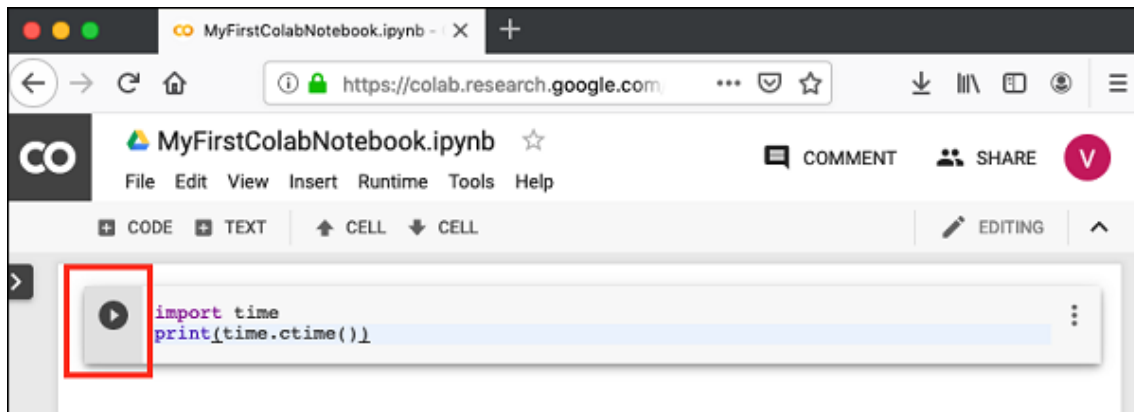 MyFirstColabNotebook.ipynb -
https://colab.research.google.com
CO MyFirstColabNotebook.ipynb
COMMENT SHARE V
File Edit View Insert Runtime Tools Help
CODE TEXT CELL CELL EDITING
import time
print(time.ctime())